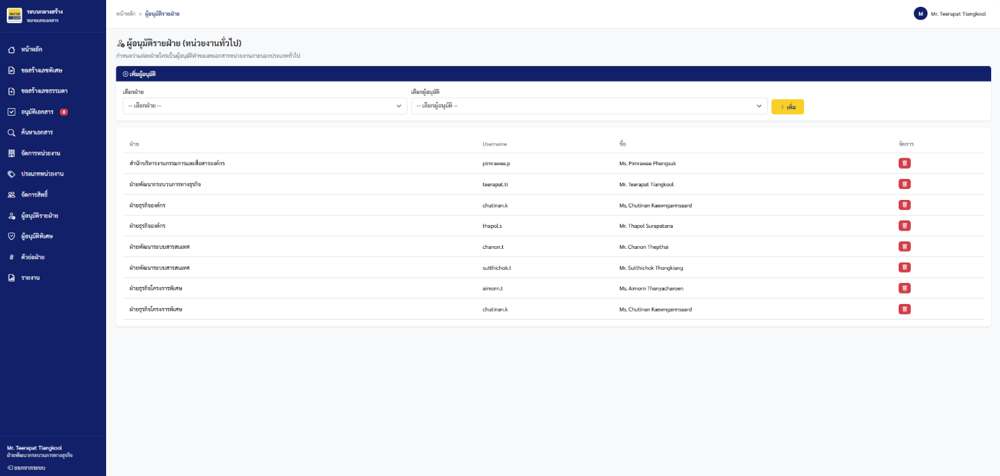 ระบบกลางสร้าง
หมายเลขเอกสาร
หน้าหลัก
ขอสร้างเลขพิเศษ
ขอสร้างเลขธรรมดา
อนุมัติเอกสาร 6
ค้นหาเอกสาร
จัดการหน่วยงาน
ประเภทหน่วยงาน
จัดการสิทธิ์
ผู้อนุมัติรายฝ่าย
ผู้อนุมัติพิเศษ
# ตัวย่อฝ่าย
รายงาน
Mr. Teerapat Tiangkool
ฝ่ายพัฒนากระบวนการทางธุรกิจ
ออกจากระบบ
หน้าหลัก > ผู้อนุมัติรายฝ่าย
M Mr. Teerapat Tiangkool
ผู้อนุมัติรายฝ่าย (หน่วยงานทั่วไป)
กำหนดว่าแต่ละฝ่ายใครเป็นผู้อนุมัติคำขอเลขเอกสารหน่วยงานภายนอกประเภททั่วไป
เพิ่มผู้อนุมัติ
เลือกฝ่าย เลือกผู้อนุมัติ
-- เลือกฝ่าย -- -- เลือกผู้อนุมัติ -- + เพิ่ม
ฝ่าย Username ชื่อ จัดการ
สำนักบริหารงานกรรมการและสื่อสารองค์กร pimrawee.p Ms. Pimrawee Phengsuk
ฝ่ายพัฒนากระบวนการทางธุรกิจ teerapat.ti Mr. Teerapat Tiangkool
ฝ่ายธุรกิจองค์กร chutinan.k Ms. Chutinan Kaewngarmsaard
ฝ่ายธุรกิจองค์กร thapol.s Mr. Thapol Surapatana
ฝ่ายพัฒนาระบบสารสนเทศ chanon.t Mr. Chanon Thepthai
ฝ่ายพัฒนาระบบสารสนเทศ sutthichok.t Mr. Sutthichok Thongkiang
ฝ่ายธุรกิจโครงการพิเศษ aimorn.t Ms. Aimorn Thanyacharoen
ฝ่ายธุรกิจโครงการพิเศษ chutinan.k Ms. Chutinan Kaewngarmsaard